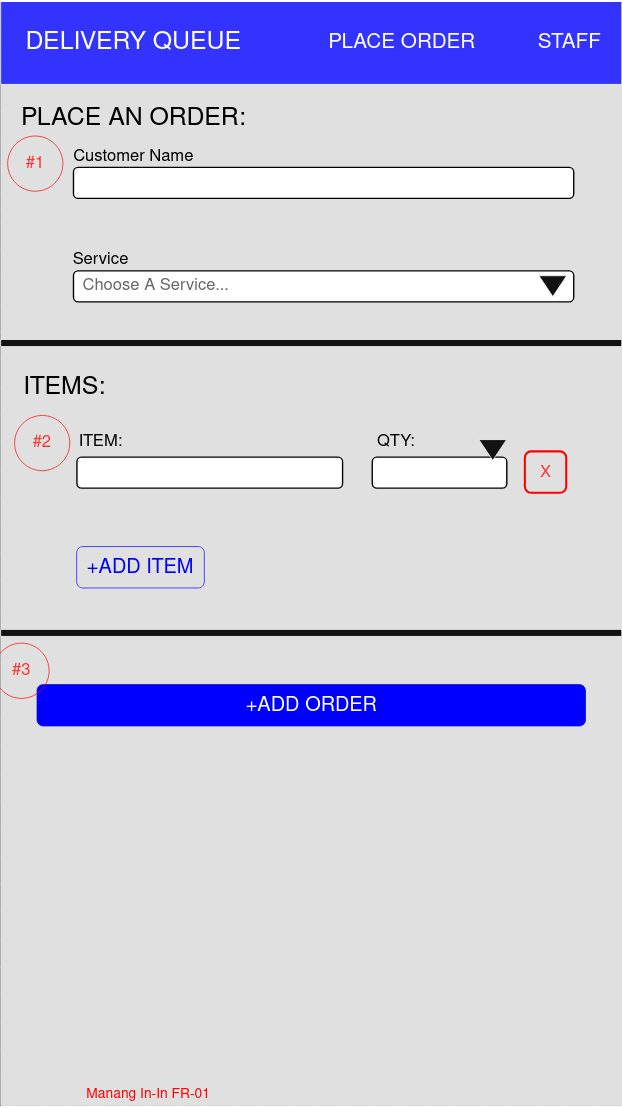 DELIVERY QUEUE PLACE ORDER STAFF
PLACE AN ORDER:
#1
Customer Name
Service
Choose A Service...
ITEMS:
#2
ITEM: QTY:
X
+ADD ITEM
#3
+ADD ORDER
Manang In-In FR-01